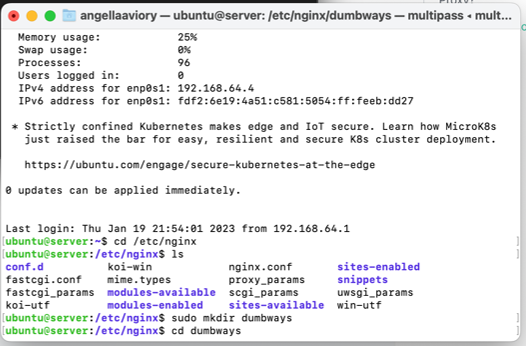 Proxy?
angellaaviory — ubuntu@server: /etc/nginx/dumbways — multipass ◂ mult...
Memory usage: 25%
Swap usage: 0%
Processes: 96
Users logged in: 0
IPv4 address for enp0s1: 192.168.64.4
IPv6 address for enp0s1: fdf2:6e19:4a51:c581:5054:ff:feeb:dd27
* Strictly confined Kubernetes makes edge and IoT secure. Learn how MicroK8s
just raised the bar for easy, resilient and secure K8s cluster deployment.
https://ubuntu.com/engage/secure-kubernetes-at-the-edge
0 updates can be applied immediately.
Last login: Thu Jan 19 21:54:01 2023 from 192.168.64.1
[ubuntu@server:~$ cd /etc/nginx ]
[ubuntu@server:/etc/nginx$ ls ]
conf.d koi-win nginx.conf sites-enabled
fastcgi.conf mime.types proxy_params snippets
fastcgi_params modules-available scgi_params uwsgi_params
koi-utf modules-enabled sites-available win-utf
[ubuntu@server:/etc/nginx$ sudo mkdir dumbways ]
[ubuntu@server:/etc/nginx$ cd dumbways ]